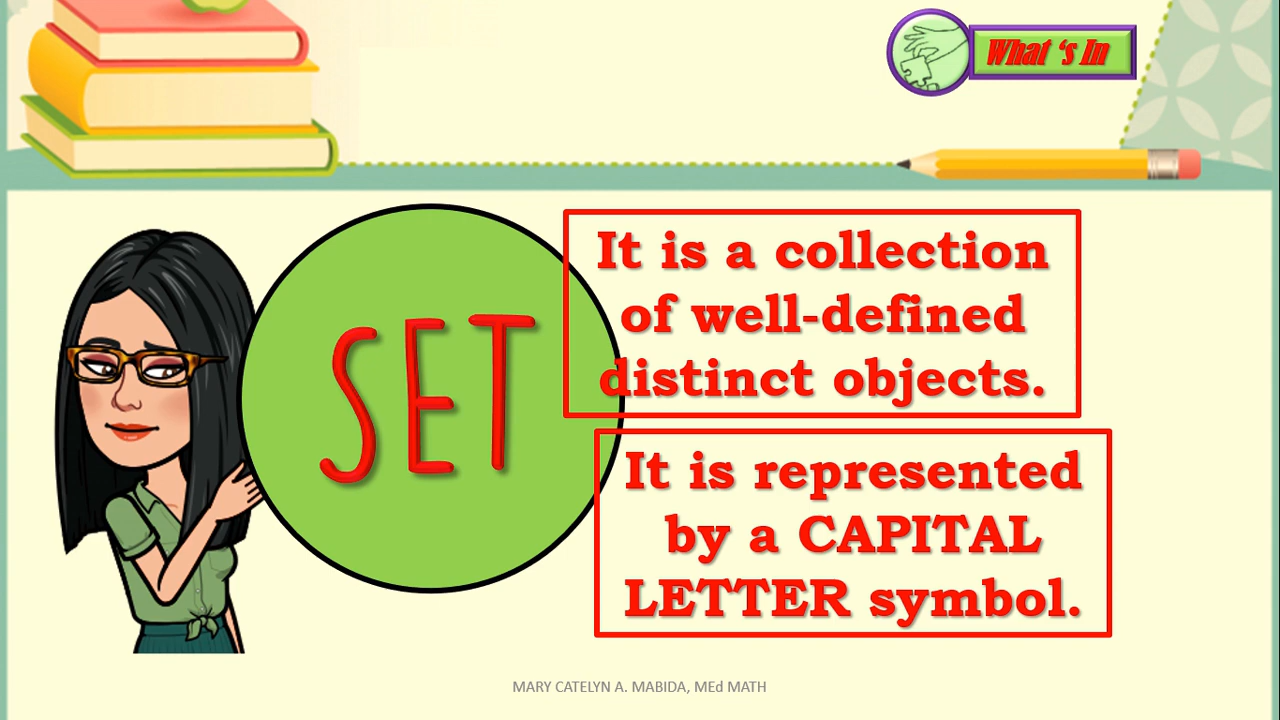 What ‘s In
SET
It is a collection
of well-defined
distinct objects.
It is represented
by a CAPITAL
LETTER symbol.
MARY CATELYN A. MABIDA, MEd MATH